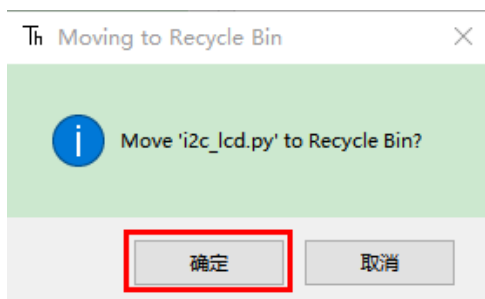 Th Moving to Recycle Bin
Move 'i2c_lcd.py' to Recycle Bin?
确定 取消